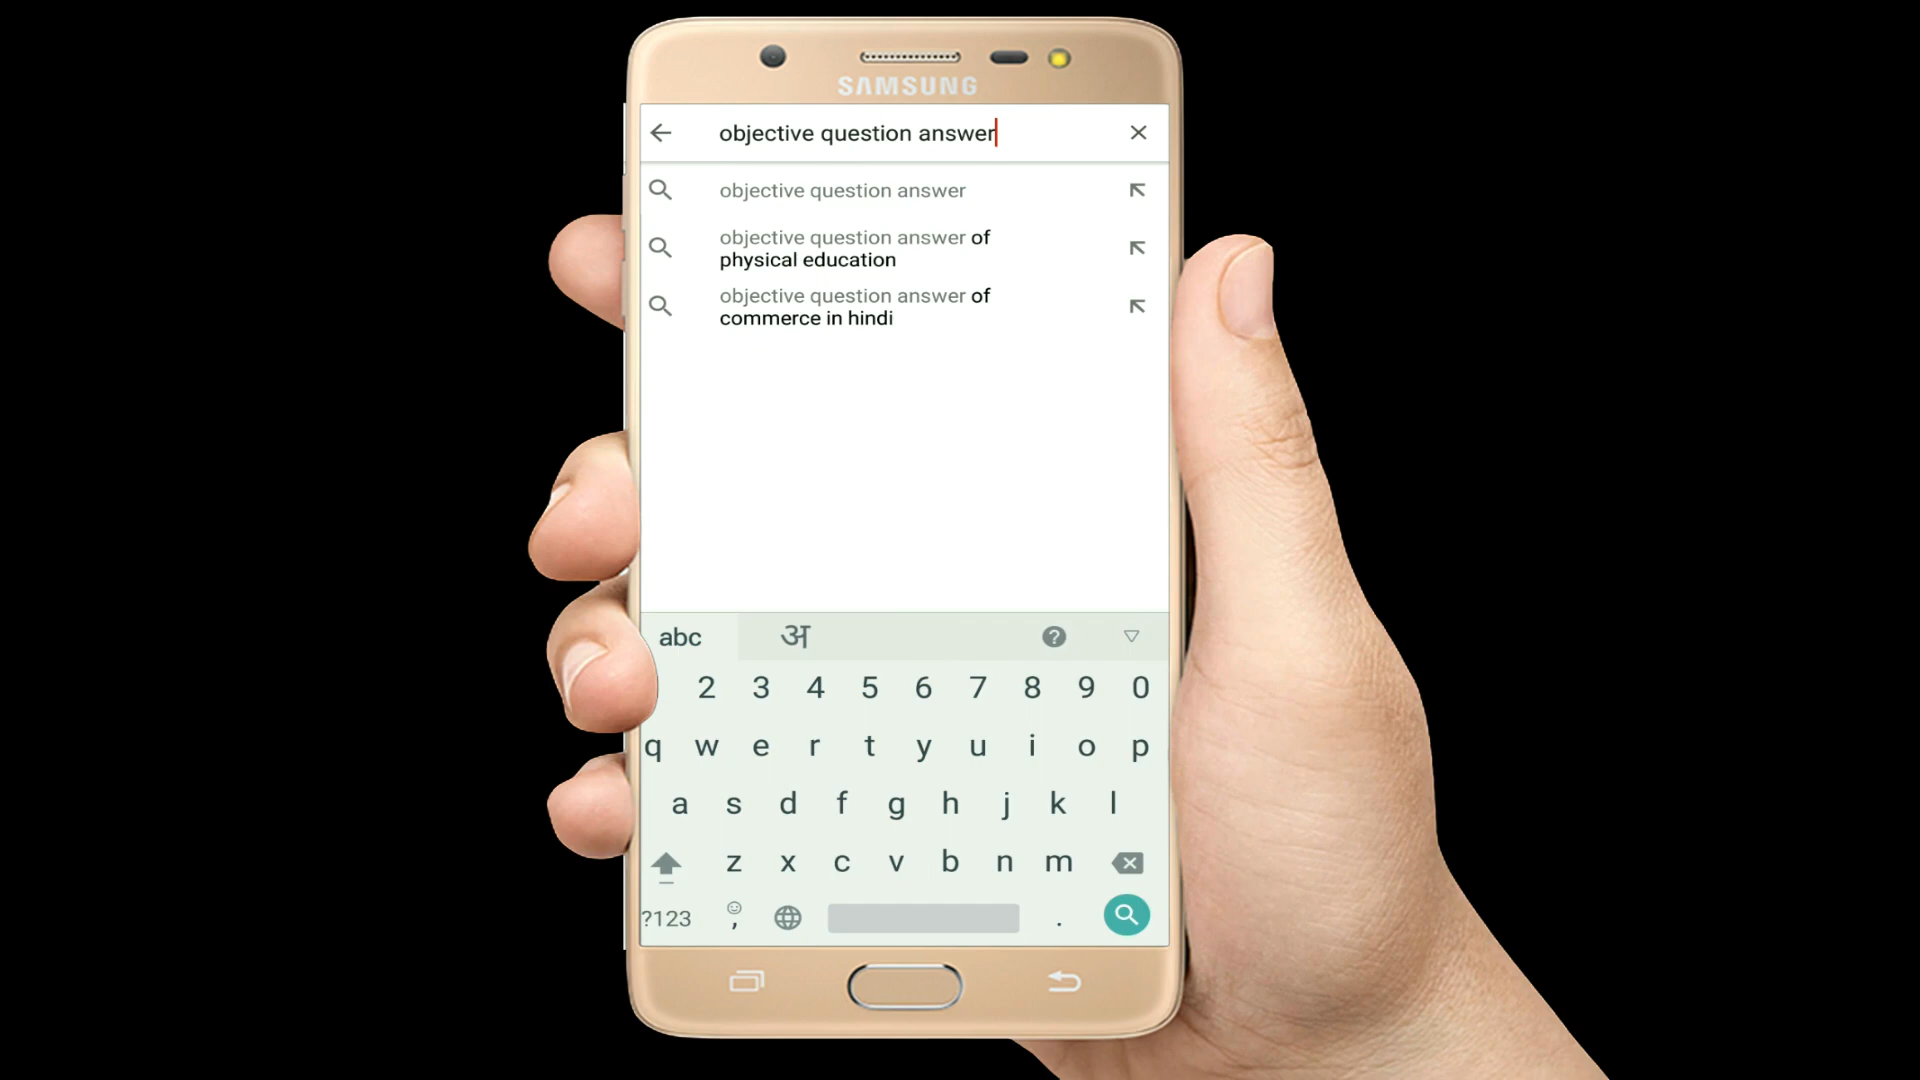 SAMSUNG
objective question answer
objective question answer
objective question answer of
physical education
objective question answer of
commerce in hindi
abc अ
2 3 4 5 6 7 8 9 0
q w e r t y u i o p
a s d f g h j k l
z x c v b n m
?123 , .